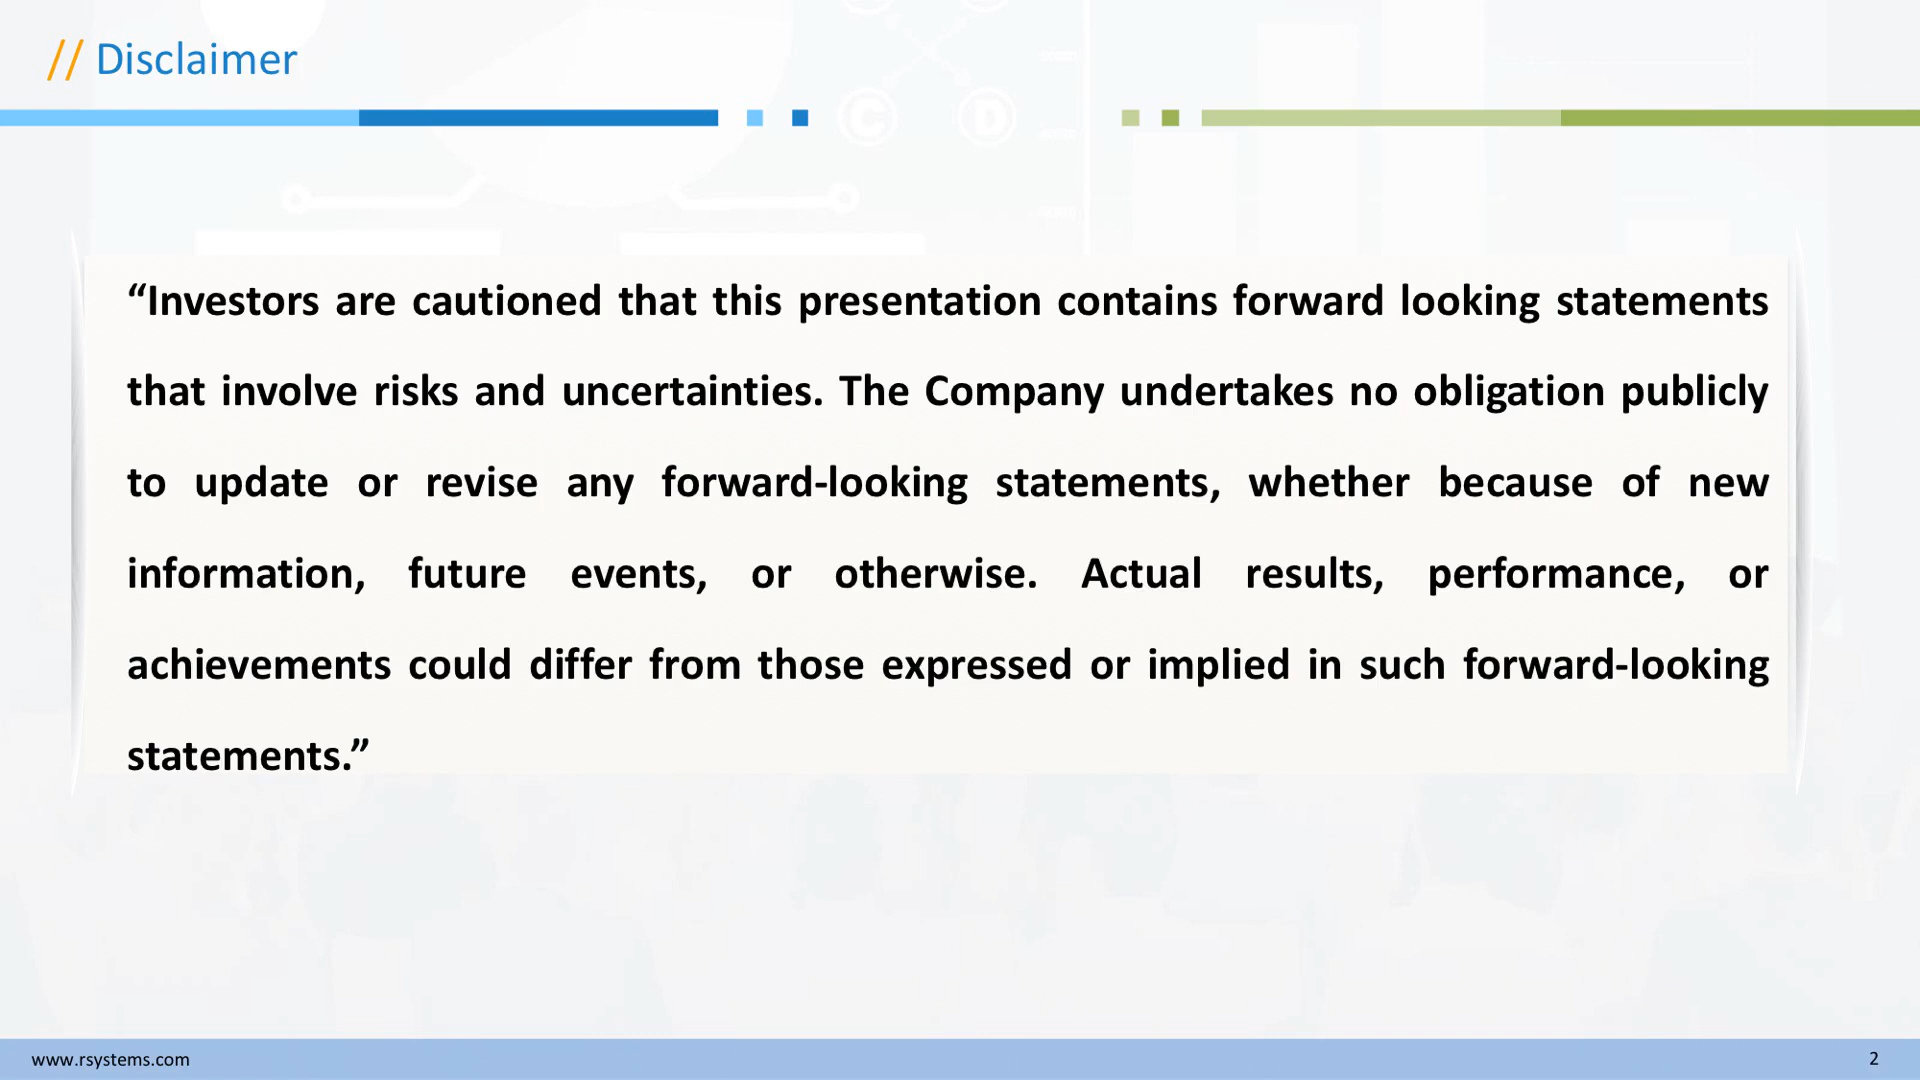 // Disclaimer
C D
“Investors are cautioned that this presentation contains forward looking statements
that involve risks and uncertainties. The Company undertakes no obligation publicly
to update or revise any forward-looking statements, whether because of new
information, future events, or otherwise. Actual results, performance, or
achievements could differ from those expressed or implied in such forward-looking
statements.”
www.rsystems.com
2